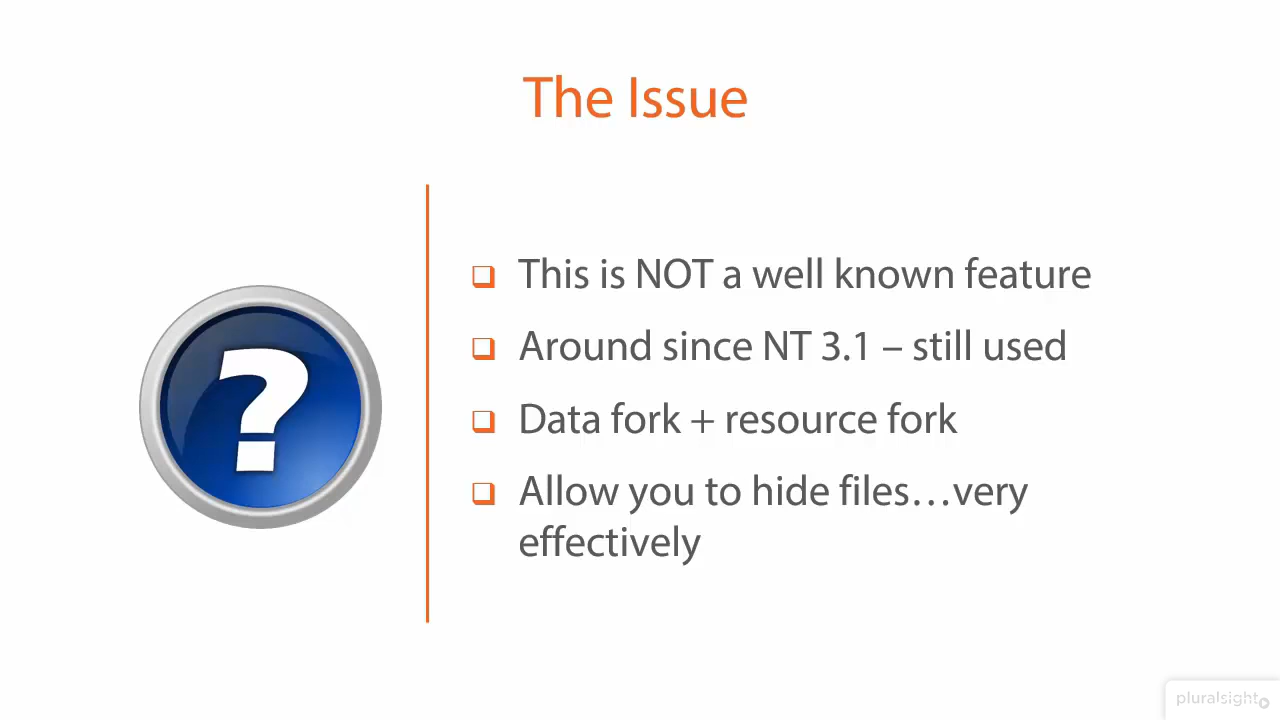 The Issue
This is NOT a well known feature
Around since NT 3.1 – still used
Data fork + resource fork
Allow you to hide files…very
effectively
pluralsight